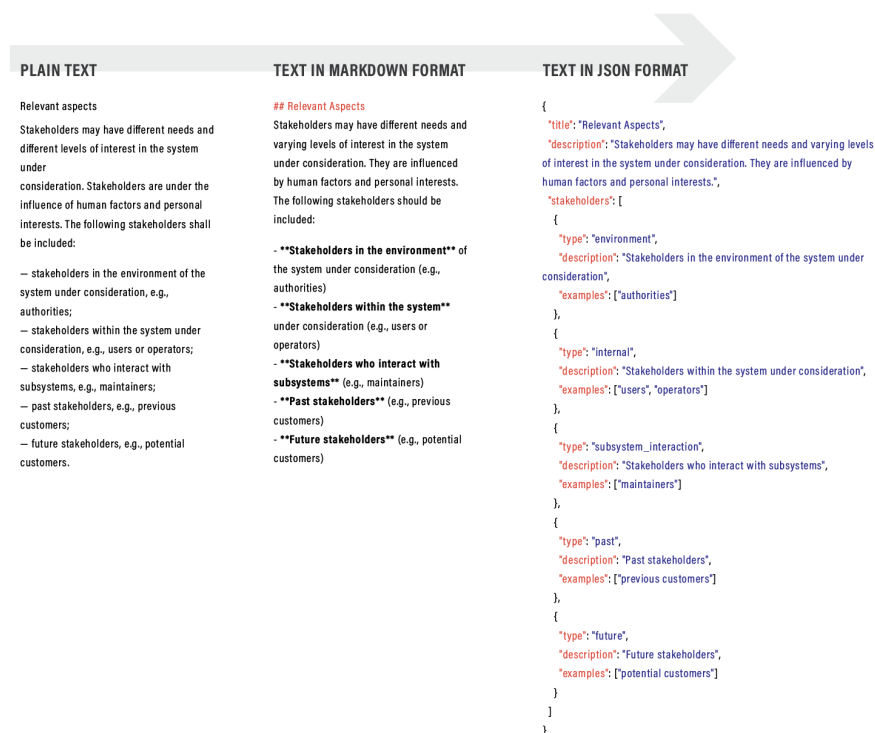 PLAIN TEXT
Relevant aspects
Stakeholders may have different needs and
different levels of interest in the system
under
consideration. Stakeholders are under the
influence of human factors and personal
interests. The following stakeholders shall
be included:
— stakeholders in the environment of the
system under consideration, e.g.,
authorities;
— stakeholders within the system under
consideration, e.g., users or operators;
— stakeholders who interact with
subsystems, e.g., maintainers;
— past stakeholders, e.g., previous
customers;
— future stakeholders, e.g., potential
customers.
TEXT IN MARKDOWN FORMAT
## Relevant Aspects
Stakeholders may have different needs and
varying levels of interest in the system
under consideration. They are influenced
by human factors and personal interests.
The following stakeholders should be
included:
- **Stakeholders in the environment** of
the system under consideration (e.g.,
authorities)
- **Stakeholders within the system**
under consideration (e.g., users or
operators)
- **Stakeholders who interact with
subsystems** (e.g., maintainers)
- **Past stakeholders** (e.g., previous
customers)
- **Future stakeholders** (e.g., potential
customers)
TEXT IN JSON FORMAT
{
"title": "Relevant Aspects",
"description": "Stakeholders may have different needs and varying levels
of interest in the system under consideration. They are influenced by
human factors and personal interests.",
"stakeholders": [
{
"type": "environment",
"description": "Stakeholders in the environment of the system under
consideration",
"examples": ["authorities"]
},
{
"type": "internal",
"description": "Stakeholders within the system under consideration",
"examples": ["users", "operators"]
},
{
"type": "subsystem_interaction",
"description": "Stakeholders who interact with subsystems",
"examples": ["maintainers"]
},
{
"type": "past",
"description": "Past stakeholders",
"examples": ["previous customers"]
},
{
"type": "future",
"description": "Future stakeholders",
"examples": ["potential customers"]
}
]
}